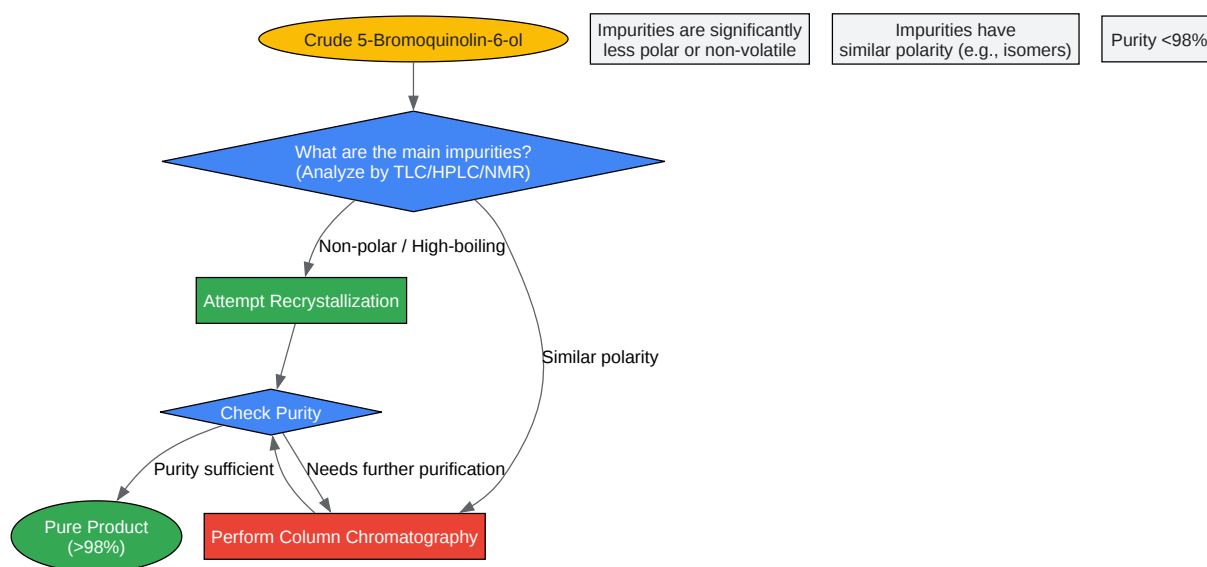 Crude 5-Bromoquinolin-6-ol
Impurities are significantly
less polar or non-volatile
Impurities have
similar polarity (e.g., isomers)
Purity <98%
What are the main impurities?
(Analyze by TLC/HPLC/NMR)
Non-polar / High-boiling
Attempt Recrystallization
Similar polarity
Check Purity
Purity sufficient
Needs further purification
Pure Product
(>98%)
Perform Column Chromatography